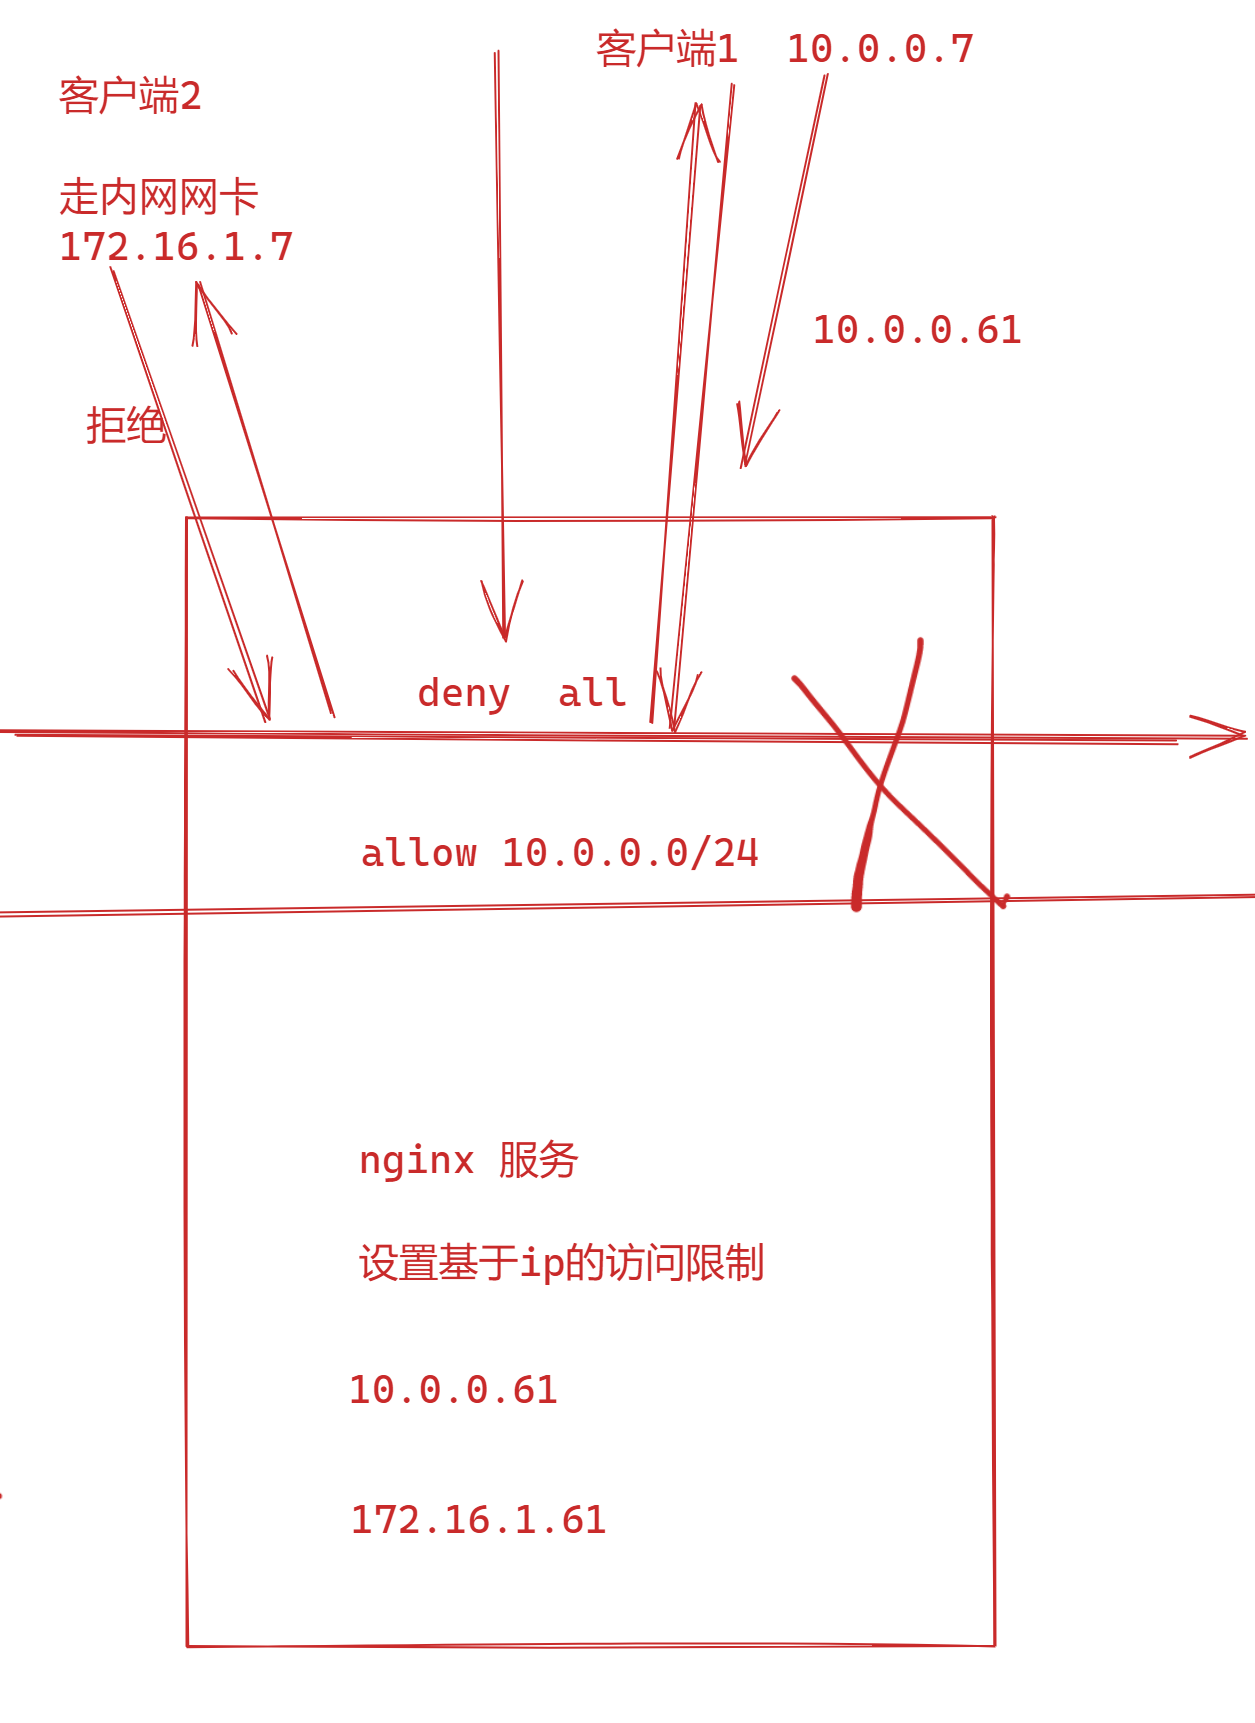 客户端1  10.0.0.7
客户端2
走内网网卡
172.16.1.7
10.0.0.61
拒绝
deny  all
allow 10.0.0.0/24
nginx 服务
设置基于ip的访问限制
10.0.0.61
172.16.1.61